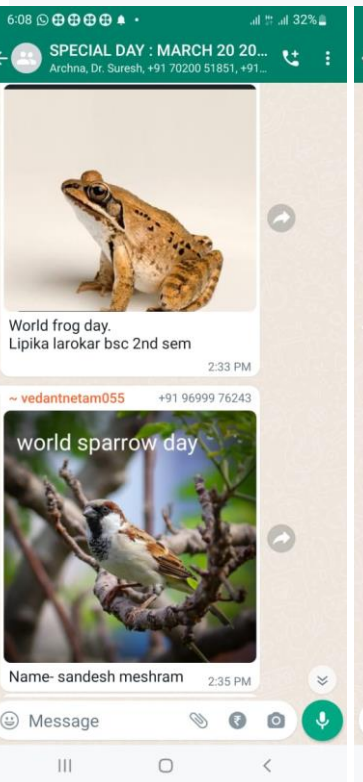 6:08
32%
SPECIAL DAY : MARCH 20 20...
Archna, Dr. Suresh, +91 70200 51851, +91...
World frog day.
Lipika larokar bsc 2nd sem
2:33 PM
~ vedantnetam055 +91 96999 76243
world sparrow day
Name- sandesh meshram
2:35 PM
Message